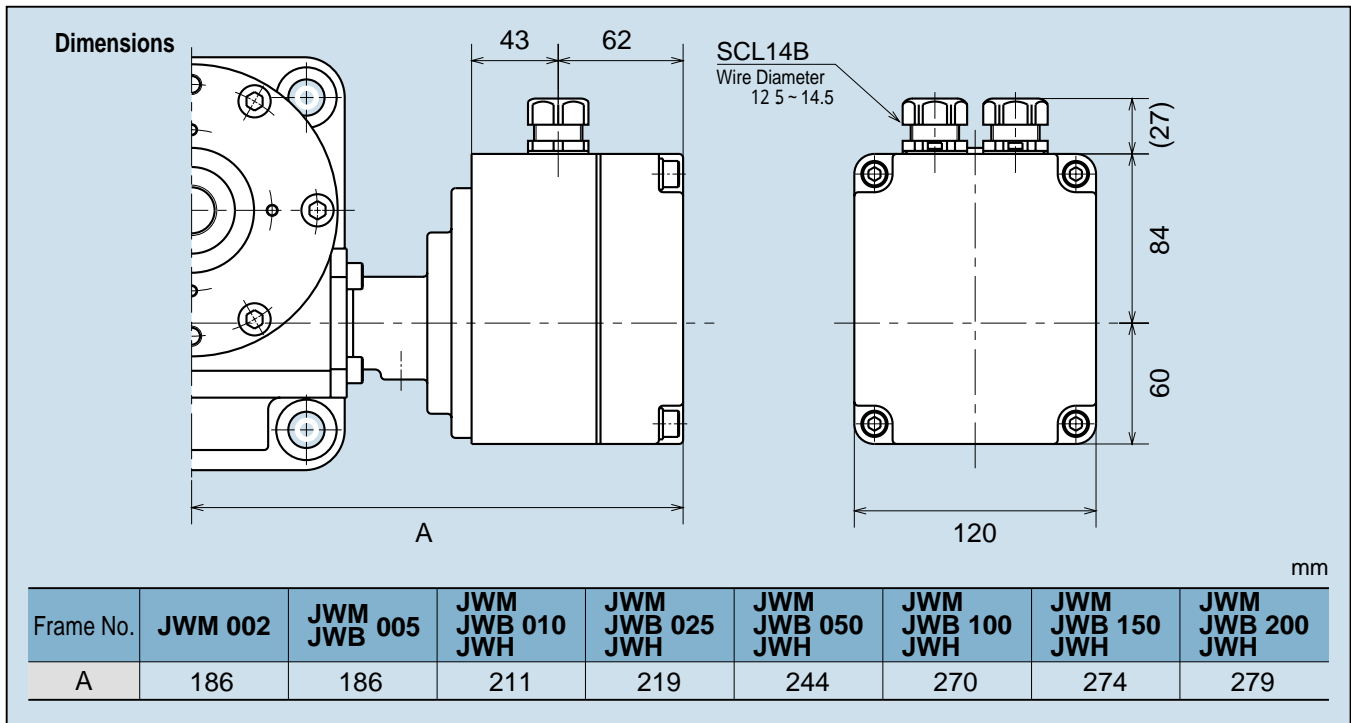 Dimensions
43
62
SCL14B
Wire Diameter
12 5 ~ 14.5
(27)
84
60
A
120
mm
Frame No. JWM 002 JWM JWB 005 JWM JWB 010 JWH JWM JWB 025 JWH JWM JWB 050 JWH JWM JWB 100 JWH JWM JWB 150 JWH JWM JWB 200 JWH
A 186 186 211 219 244 270 274 279